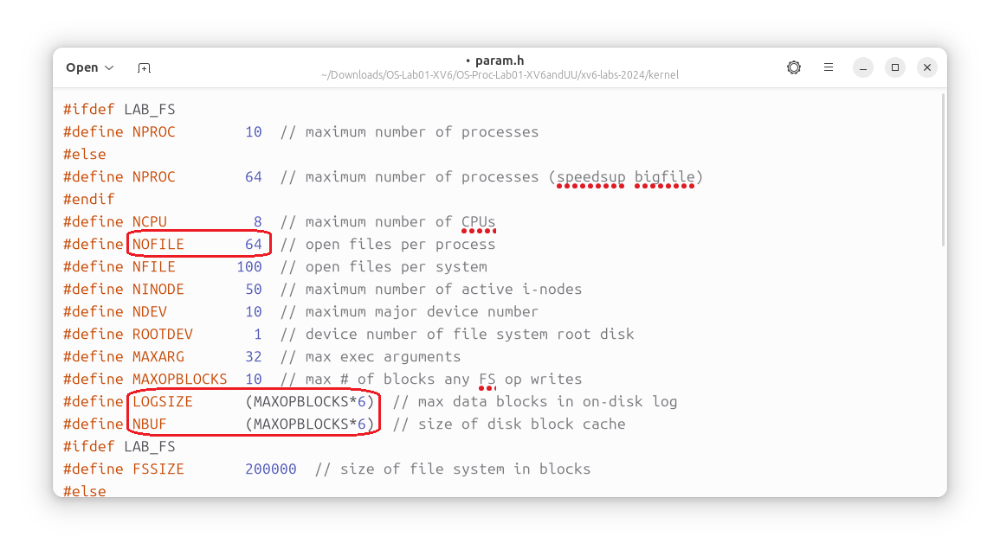 Open
• param.h
~/Downloads/OS-Lab01-XV6/OS-Proc-Lab01-XV6andUU/xv6-labs-2024/kernel
#ifdef LAB_FS
#define NPROC        10  // maximum number of processes
#else
#define NPROC        64  // maximum number of processes (speedsup bigfile)
#endif
#define NCPU          8  // maximum number of CPUs
#define NOFILE       64  // open files per process
#define NFILE       100  // open files per system
#define NINODE       50  // maximum number of active i-nodes
#define NDEV         10  // maximum major device number
#define ROOTDEV       1  // device number of file system root disk
#define MAXARG       32  // max exec arguments
#define MAXOPBLOCKS  10  // max # of blocks any FS op writes
#define LOGSIZE      (MAXOPBLOCKS*6)  // max data blocks in on-disk log
#define NBUF         (MAXOPBLOCKS*6)  // size of disk block cache
#ifdef LAB_FS
#define FSSIZE       200000  // size of file system in blocks
#else